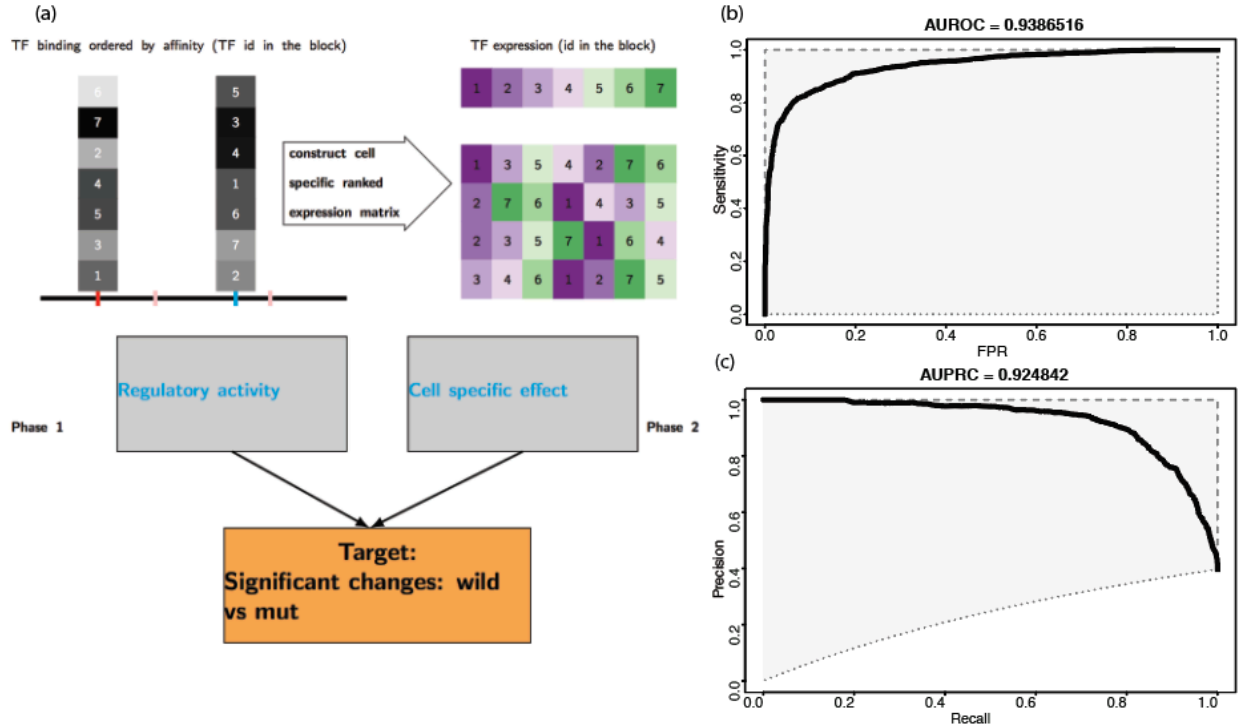 (a)
TF binding ordered by affinity (TF id in the block)
6
7
2
4
5
3
1
5
3
4
1
6
7
2
construct cell
specific ranked
expression matrix
TF expression (id in the block)
1 2 3 4 5 6 7
1 3 5 4 2 7 6
2 7 6 1 4 3 5
2 3 5 7 1 6 4
3 4 6 1 2 7 5
Regulatory activity
Cell specific effect
Phase 1
Phase 2
Target:
Significant changes: wild
vs mut
(b)
AUROC = 0.9386516
Sensitivity
1.0
0.8
0.6
0.4
0.2
0.0
0.0 0.2 0.4 0.6 0.8 1.0
FPR
(c)
AUPRC = 0.924842
Precision
1.0
0.8
0.6
0.4
0.2
0.0
0.0 0.2 0.4 0.6 0.8 1.0
Recall